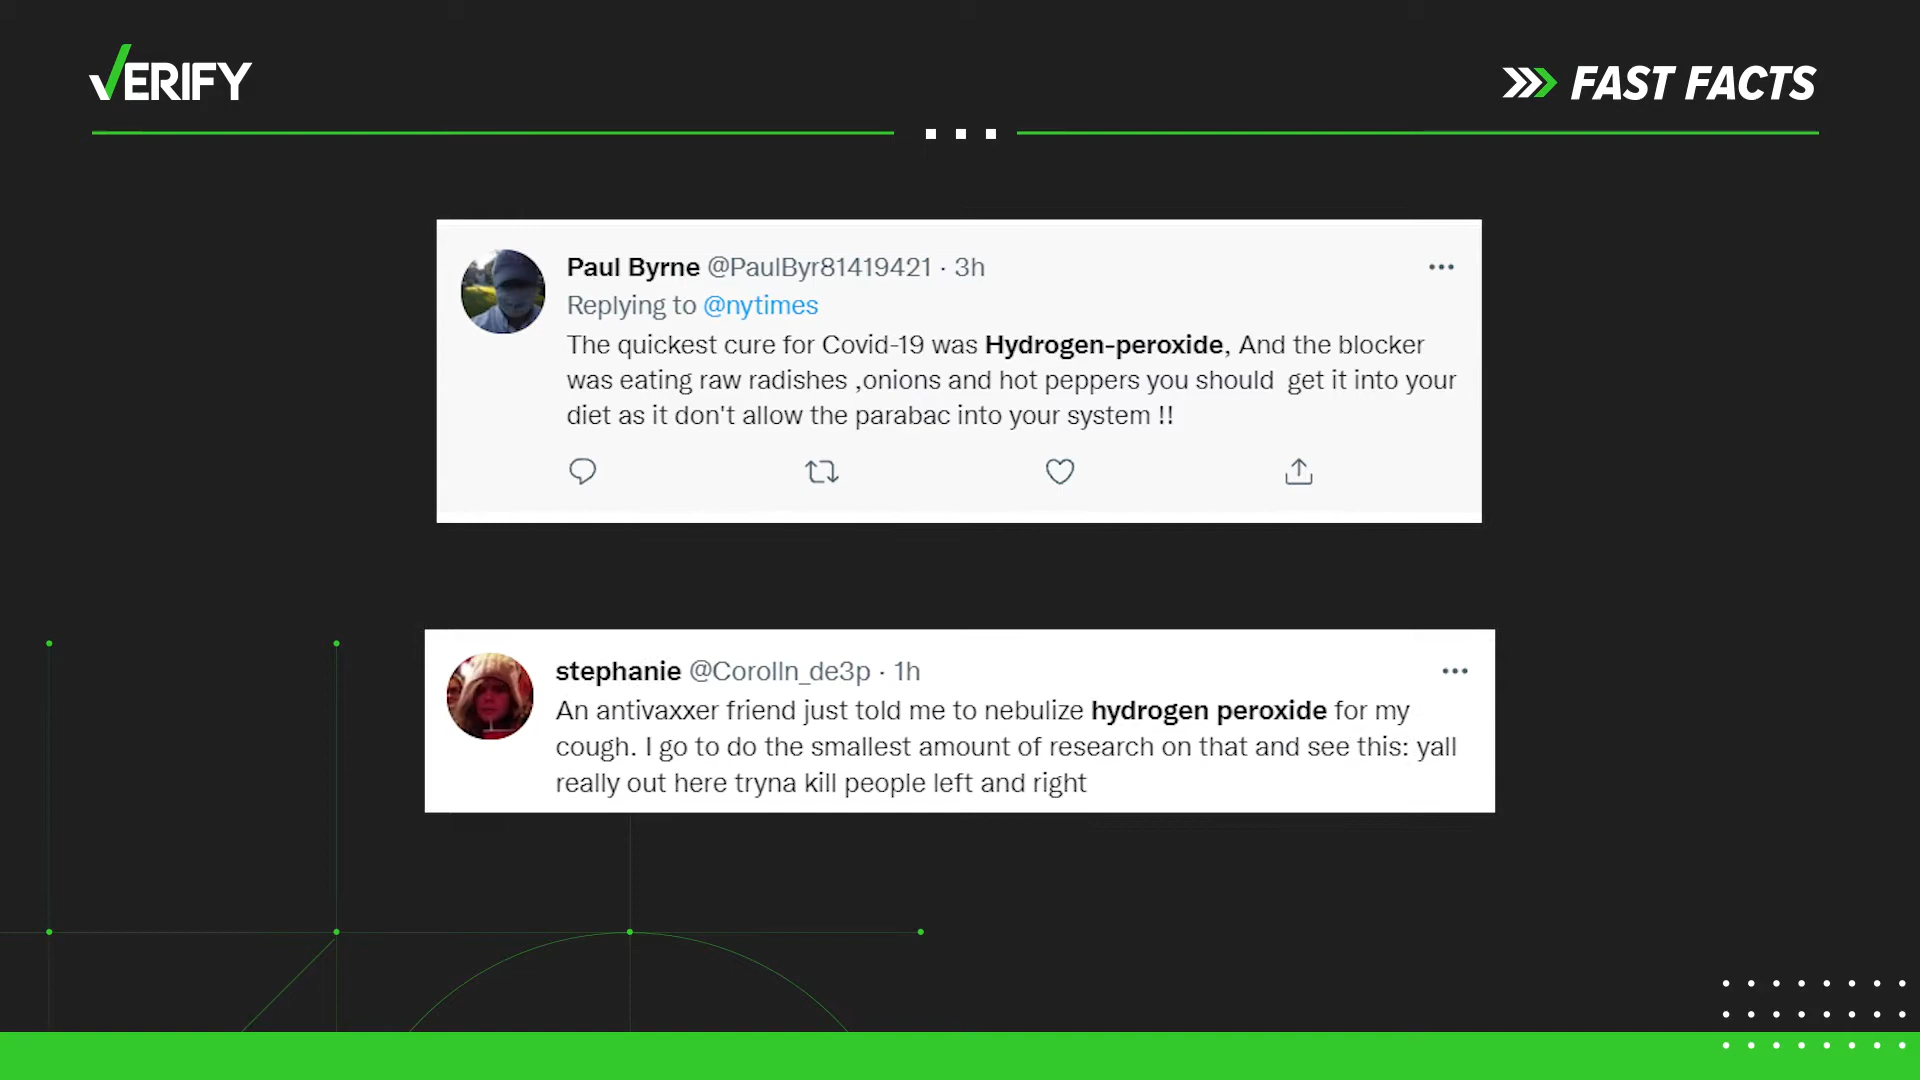 VERIFY
FAST FACTS
Paul Byrne @PaulByr81419421 · 3h
Replying to @nytimes
The quickest cure for Covid-19 was Hydrogen-peroxide, And the blocker
was eating raw radishes ,onions and hot peppers you should  get it into your
diet as it don't allow the parabac into your system !!
stephanie @Corolln_de3p · 1h
An antivaxxer friend just told me to nebulize hydrogen peroxide for my
cough. I go to do the smallest amount of research on that and see this: yall
really out here tryna kill people left and right